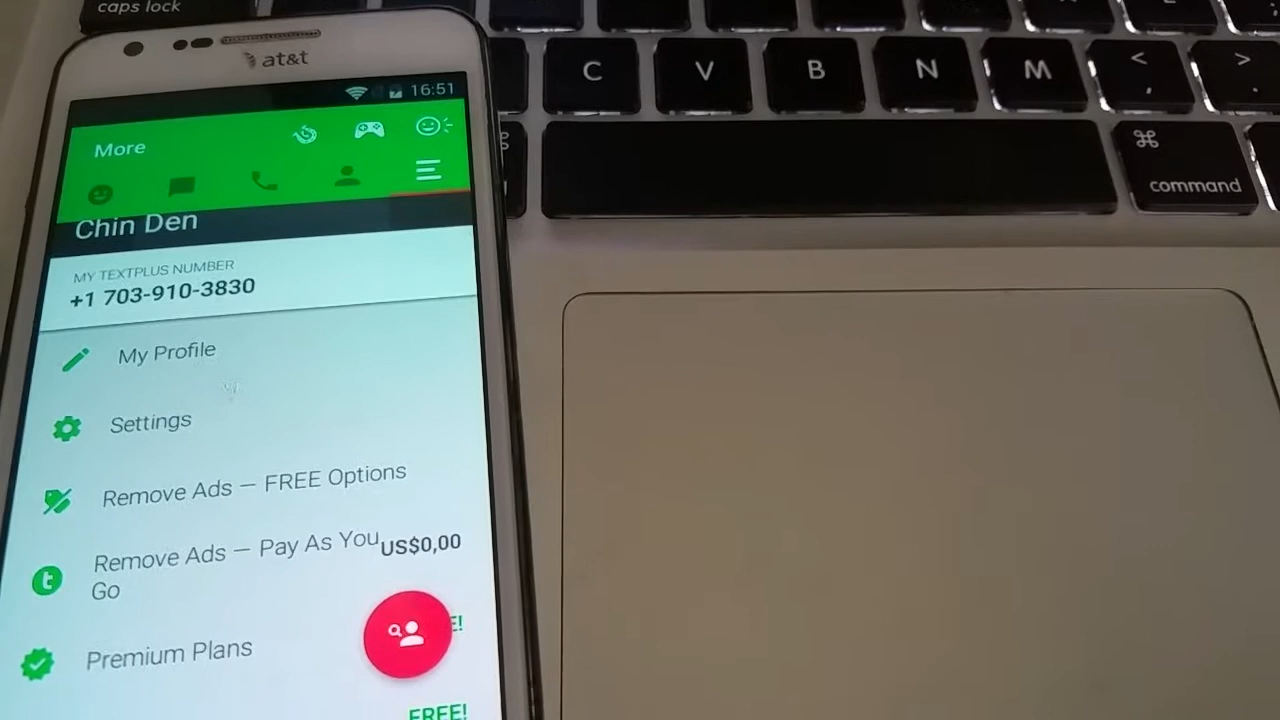 caps lock
at&t
16:51
More
Chin Den
MY TEXTPLUS NUMBER
+1 703-910-3830
My Profile
Settings
Remove Ads — FREE Options
Remove Ads — Pay As You
Go
US$0,00
Premium Plans
FREE!
C
V
B
N
M
<
,
>
.
⌘
command